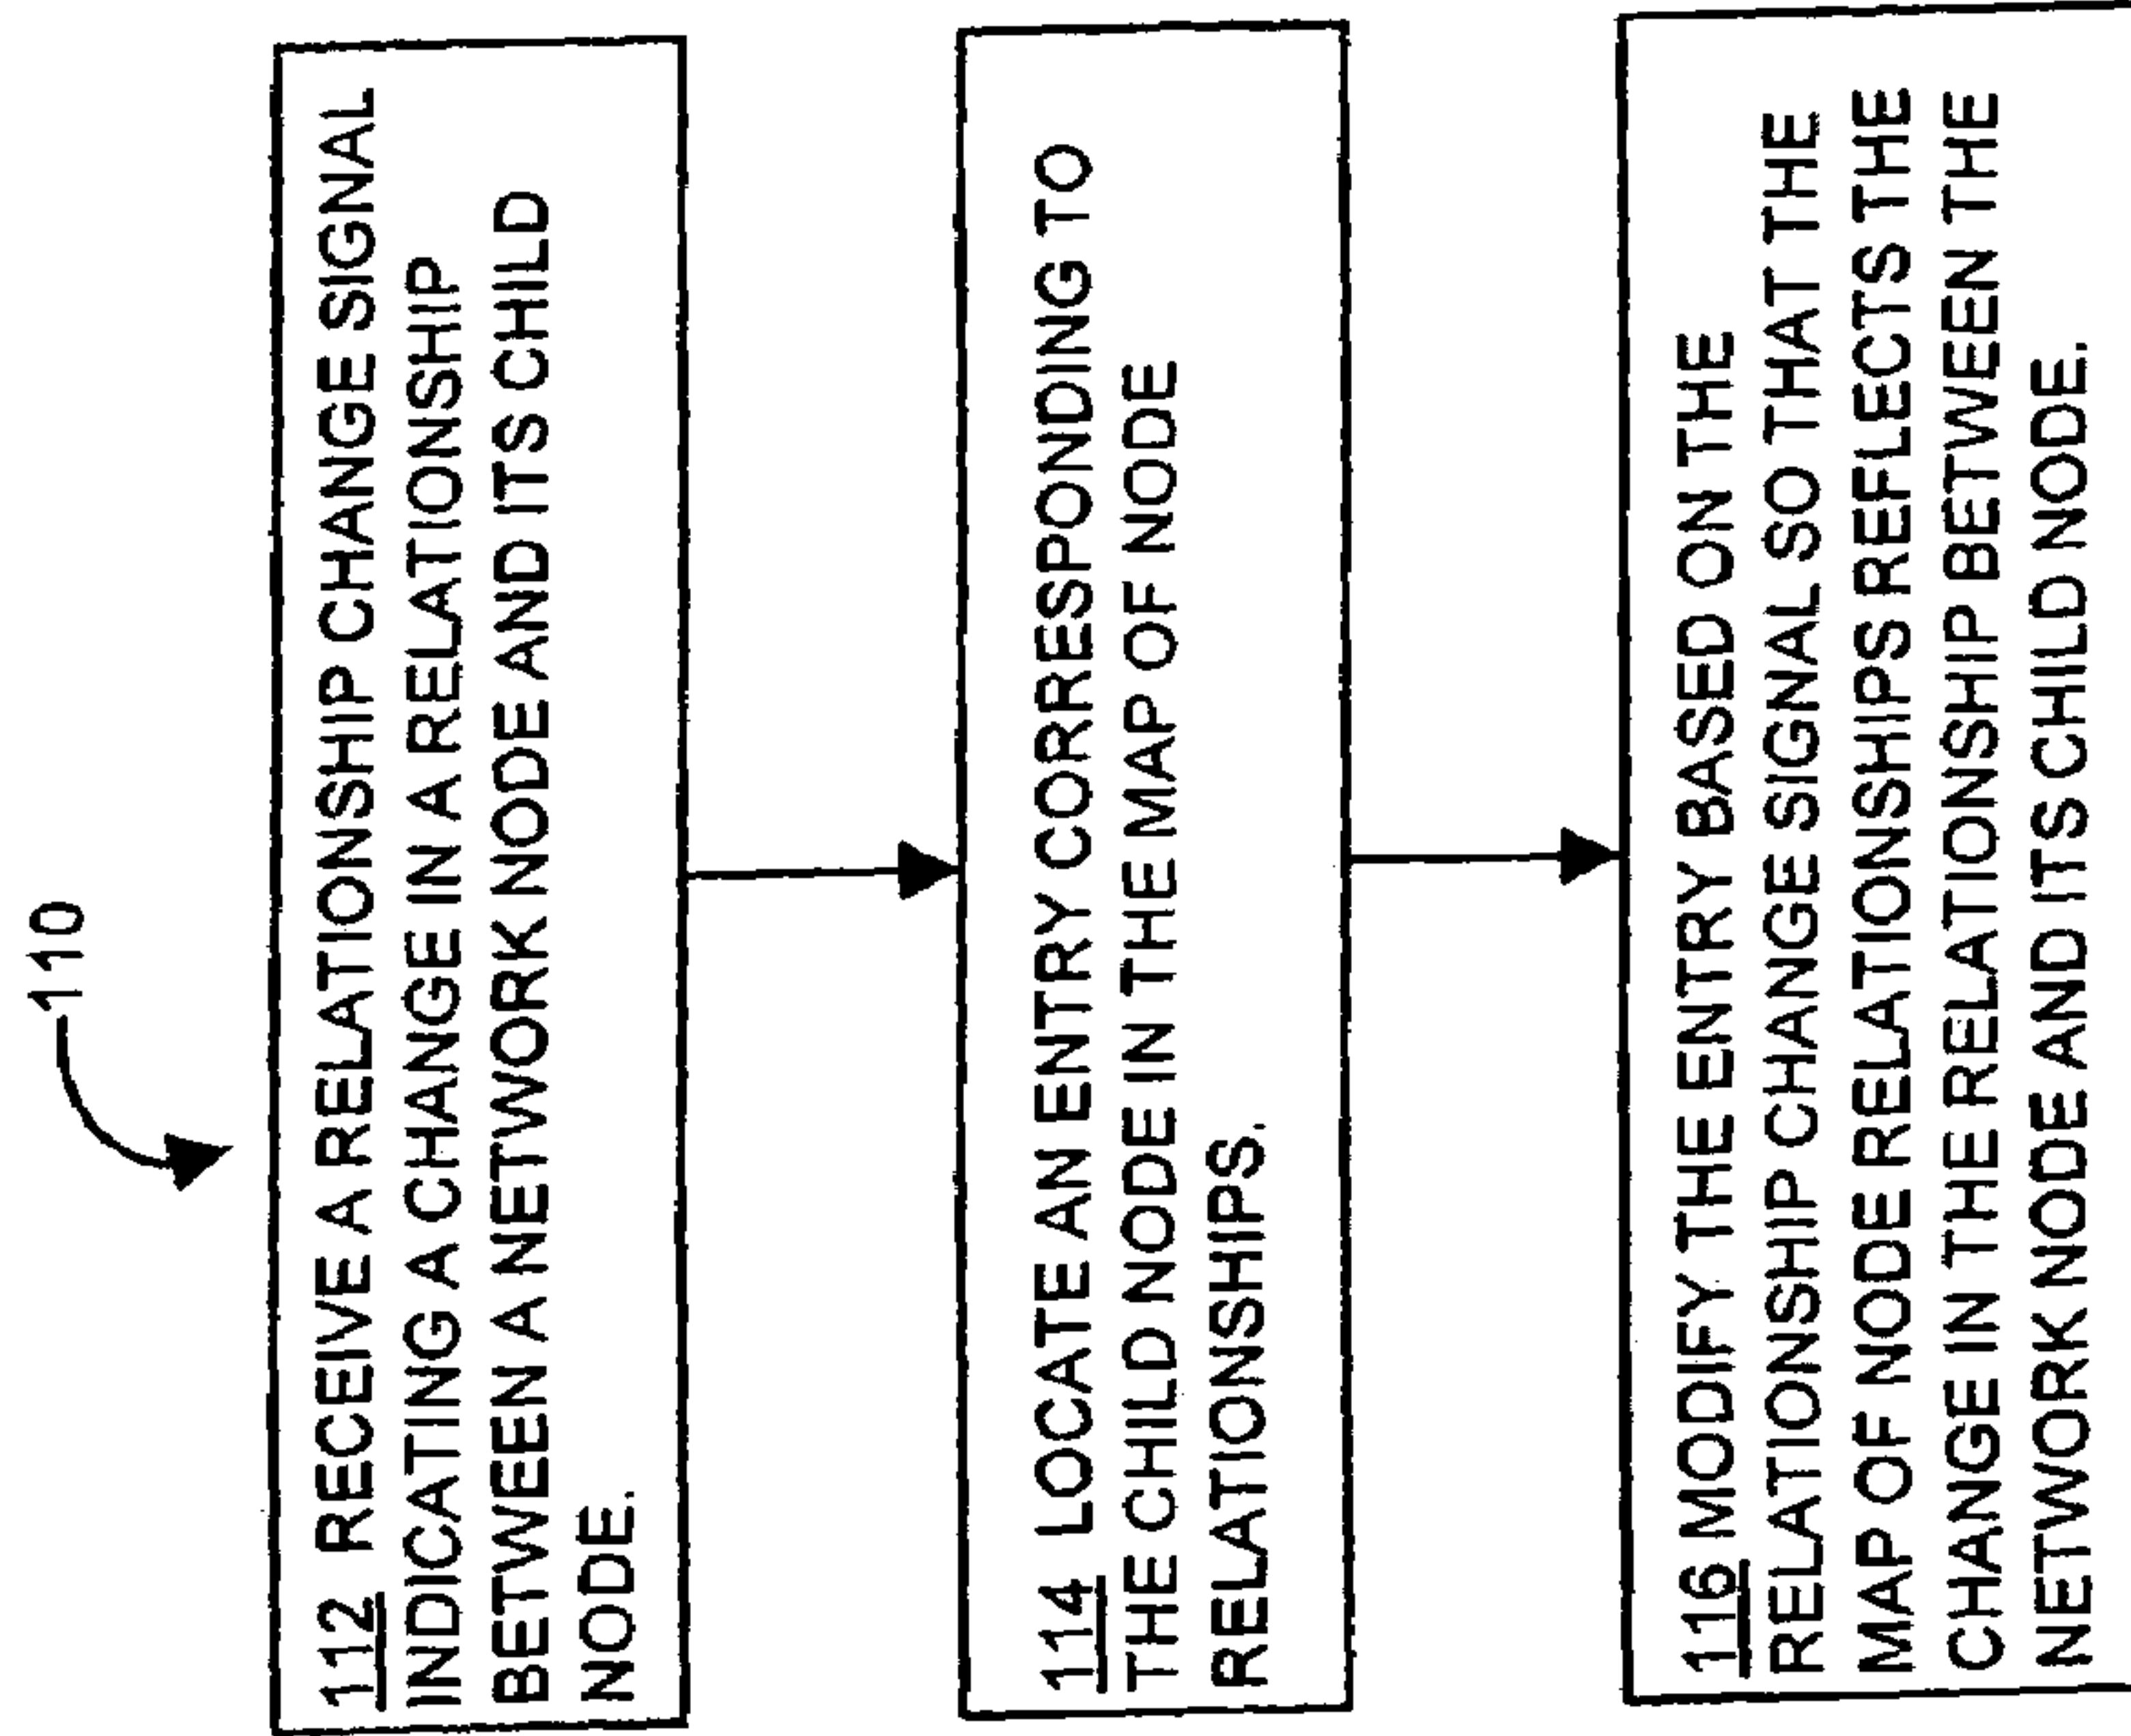 110
112 RECEIVE A RELATIONSHIP CHANGE SIGNAL
INDICATING A CHANGE IN A RELATIONSHIP
BETWEEN A NETWORK NODE AND ITS CHILD
NODE.
114 LOCATE AN ENTRY CORRESPONDING TO
THE CHILD NODE IN THE MAP OF NODE
RELATIONSHIPS.
116 MODIFY THE ENTRY BASED ON THE
RELATIONSHIP CHANGE SIGNAL SO THAT THE
MAP OF NODE RELATIONSHIPS REFLECTS THE
CHANGE IN THE RELATIONSHIP BETWEEN THE
NETWORK NODE AND ITS CHILD NODE.